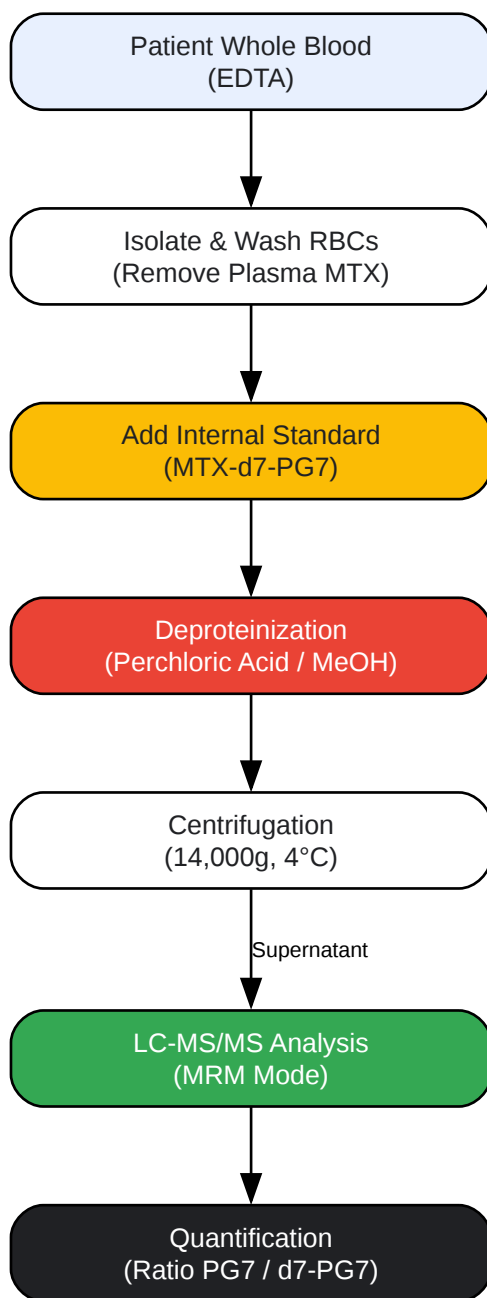 Patient Whole Blood
(EDTA)
Isolate & Wash RBCs
(Remove Plasma MTX)
Add Internal Standard
(MTX-d7-PG7)
Deproteinization
(Perchloric Acid / MeOH)
Centrifugation
(14,000g, 4°C)
Supernatant
LC-MS/MS Analysis
(MRM Mode)
Quantification
(Ratio PG7 / d7-PG7)